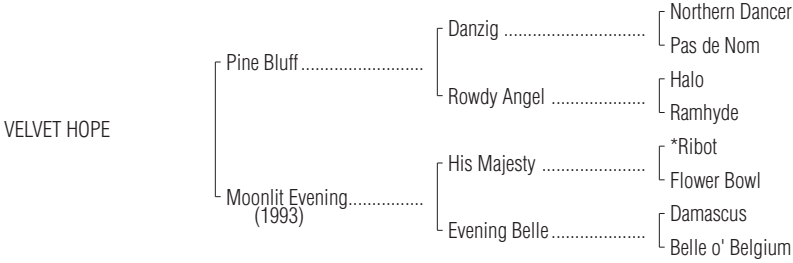 Northern Dancer
Danzig ..............................
Pas de Nom
Pine Bluff..........................
Halo
Rowdy Angel ....................
Ramhyde
VELVET HOPE
*Ribot
His Majesty ......................
Flower Bowl
Moonlit Evening................
(1993)
Damascus
Evening Belle....................
Belle o' Belgium